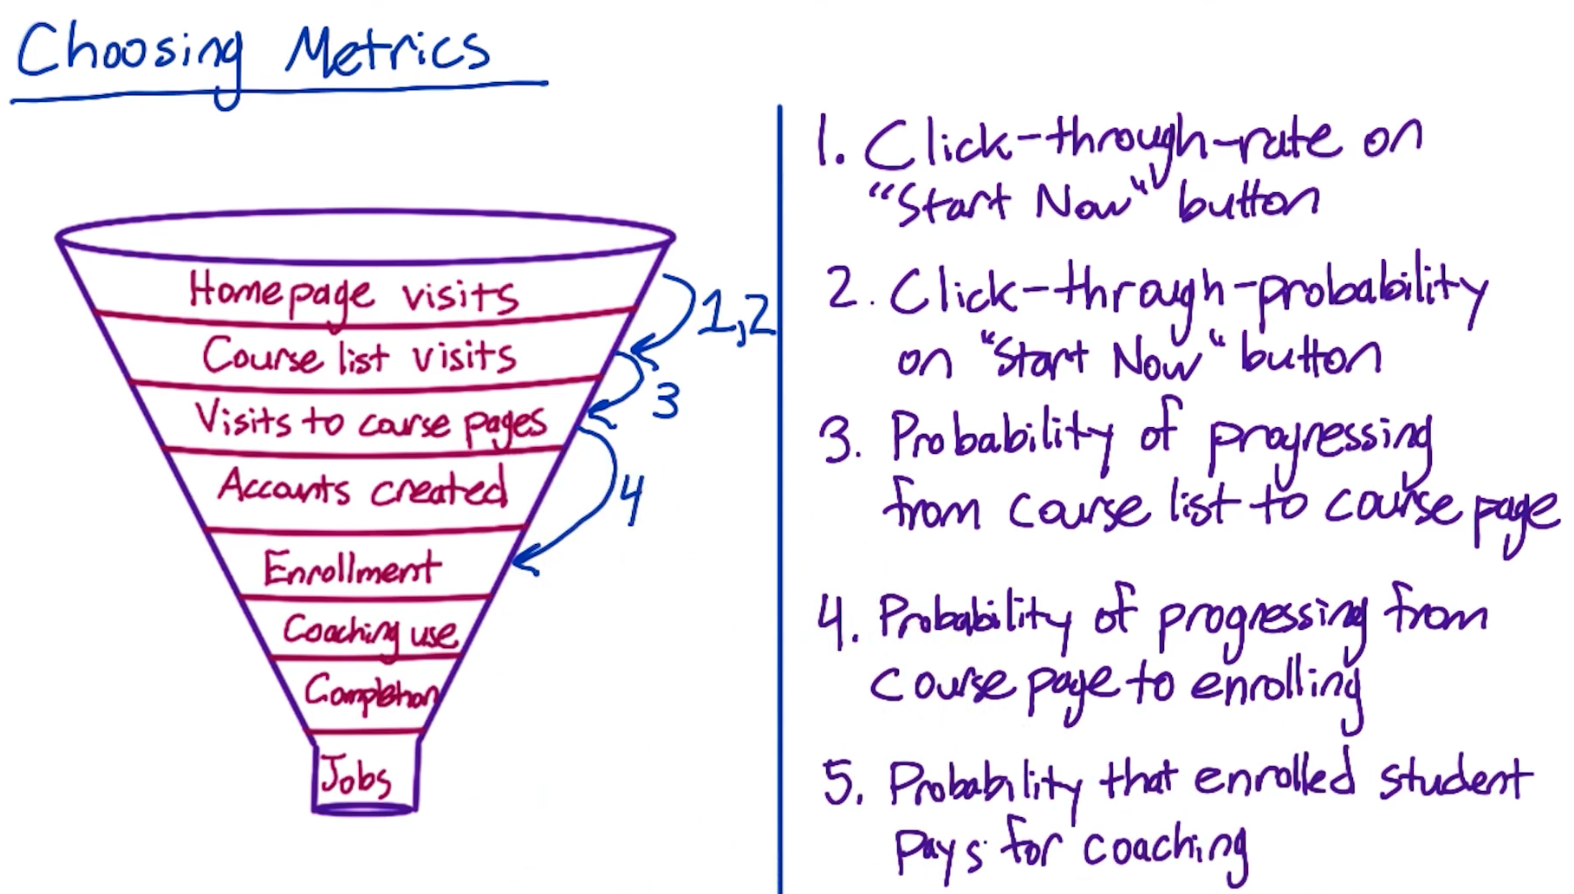 Choosing Metrics
Homepage visits
Course list visits
Visits to course pages
Accounts created
Enrollment
Coaching use
Completion
Jobs
1,2
3
4
1. Click-through-rate on
"Start Now" button
2. Click-through-probability
on "Start Now" button
3. Probability of progressing
from course list to course page
4. Probability of progressing from
course page to enrolling
5. Probability that enrolled student
pays for coaching